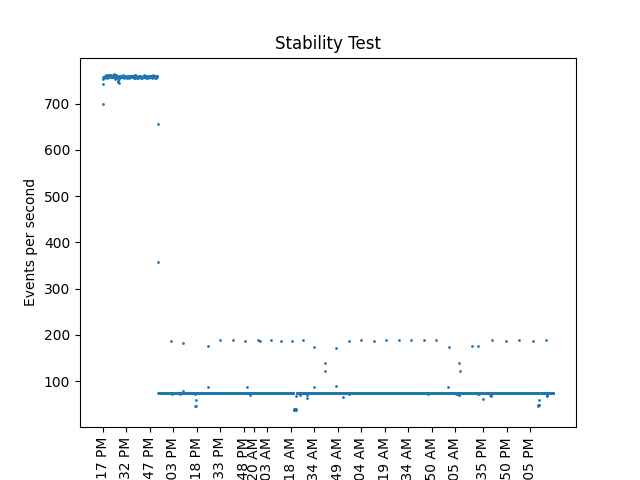 Stability Test
Events per second
700
600
500
400
300
200
100
17 PM
32 PM
47 PM
03 PM
18 PM
33 PM
48 PM
20 AM
03 AM
18 AM
34 AM
49 AM
04 AM
19 AM
34 AM
50 AM
05 AM
35 PM
50 PM
05 PM